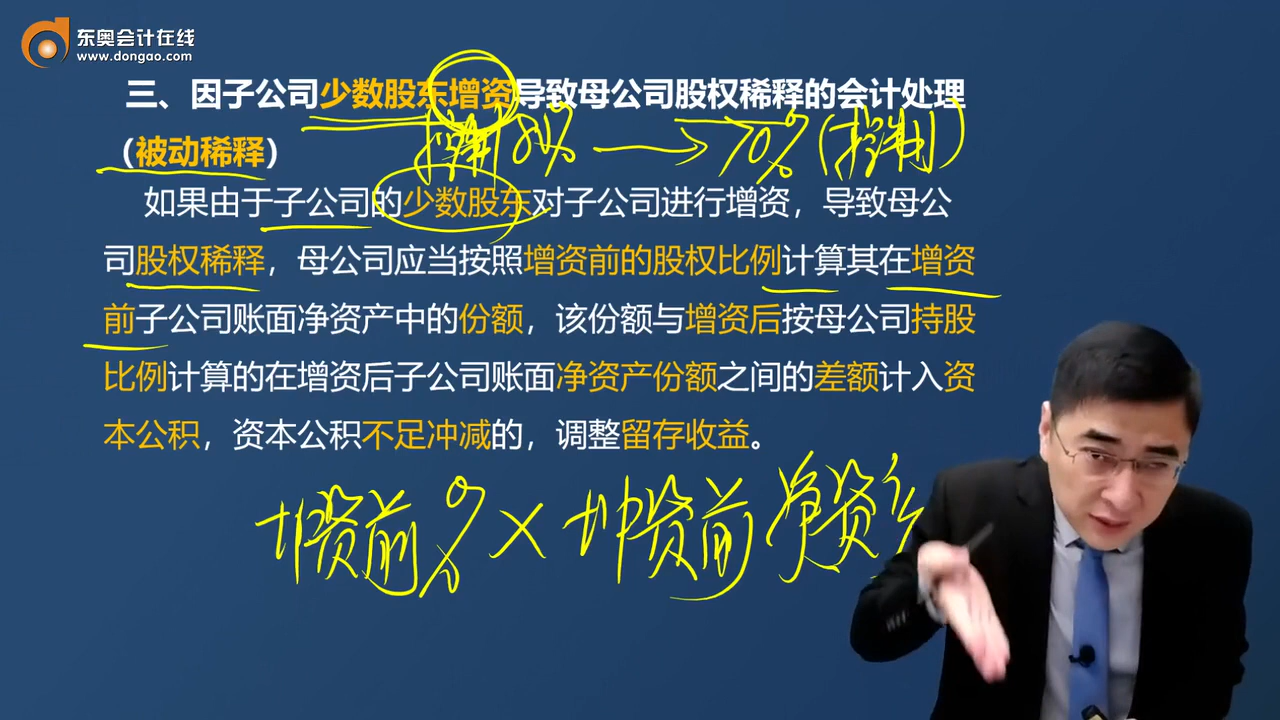 东奥会计在线
www.dongao.com
三、因子公司少数股东增资导致母公司股权稀释的会计处理
（被动稀释）
控制 80% → 70%（控制）
如果由于子公司的少数股东对子公司进行增资，导致母公
司股权稀释，母公司应当按照增资前的股权比例计算其在增资
前子公司账面净资产中的份额，该份额与增资后按母公司持股
比例计算的在增资后子公司账面净资产份额之间的差额计入资
本公积，资本公积不足冲减的，调整留存收益。
增资前% × 增资前净资产